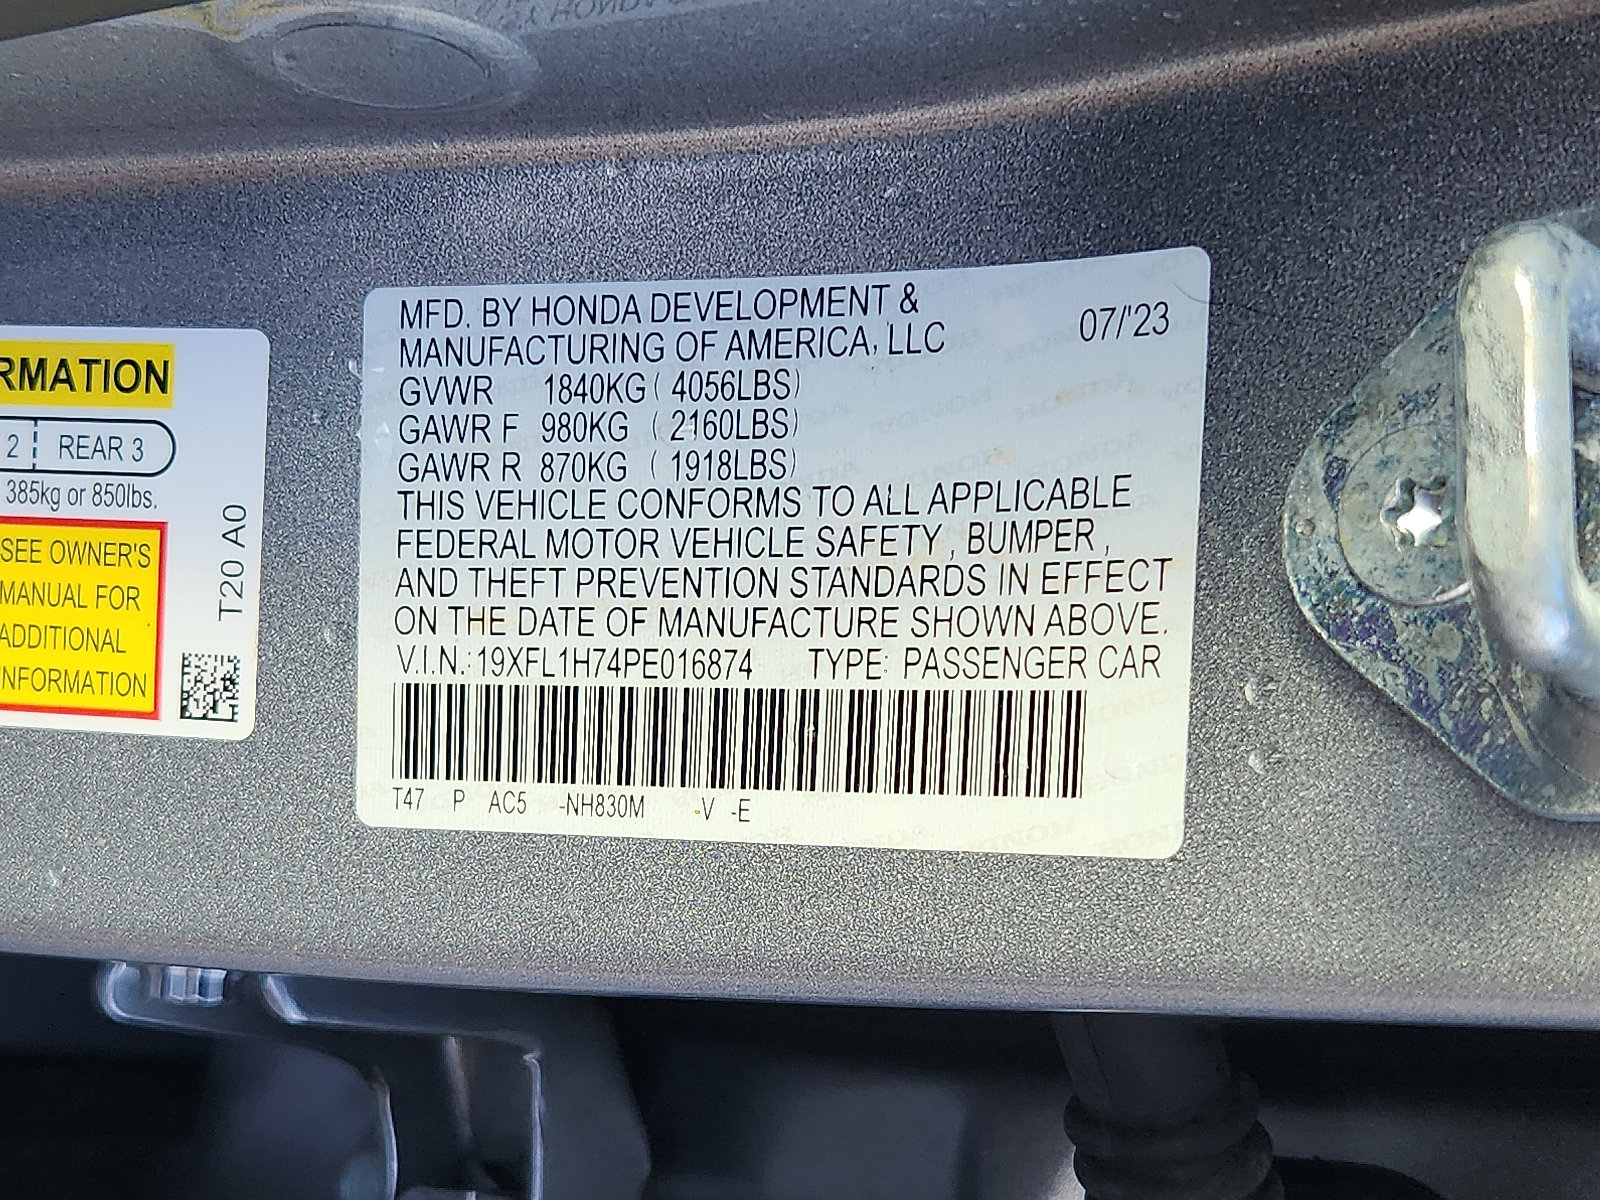 RMATION
2 REAR 3
385kg or 850lbs.
SEE OWNER'S
MANUAL FOR
ADDITIONAL
INFORMATION
T20 A0
MFD. BY HONDA DEVELOPMENT &
MANUFACTURING OF AMERICA, LLC 07/'23
GVWR 1840KG ( 4056LBS)
GAWR F 980KG ( 2160LBS)
GAWR R 870KG ( 1918LBS)
THIS VEHICLE CONFORMS TO ALL APPLICABLE
FEDERAL MOTOR VEHICLE SAFETY , BUMPER ,
AND THEFT PREVENTION STANDARDS IN EFFECT
ON THE DATE OF MANUFACTURE SHOWN ABOVE.
V.I.N.: 19XFL1H74PE016874 TYPE: PASSENGER CAR
T47 P AC5 -NH830M -V -E